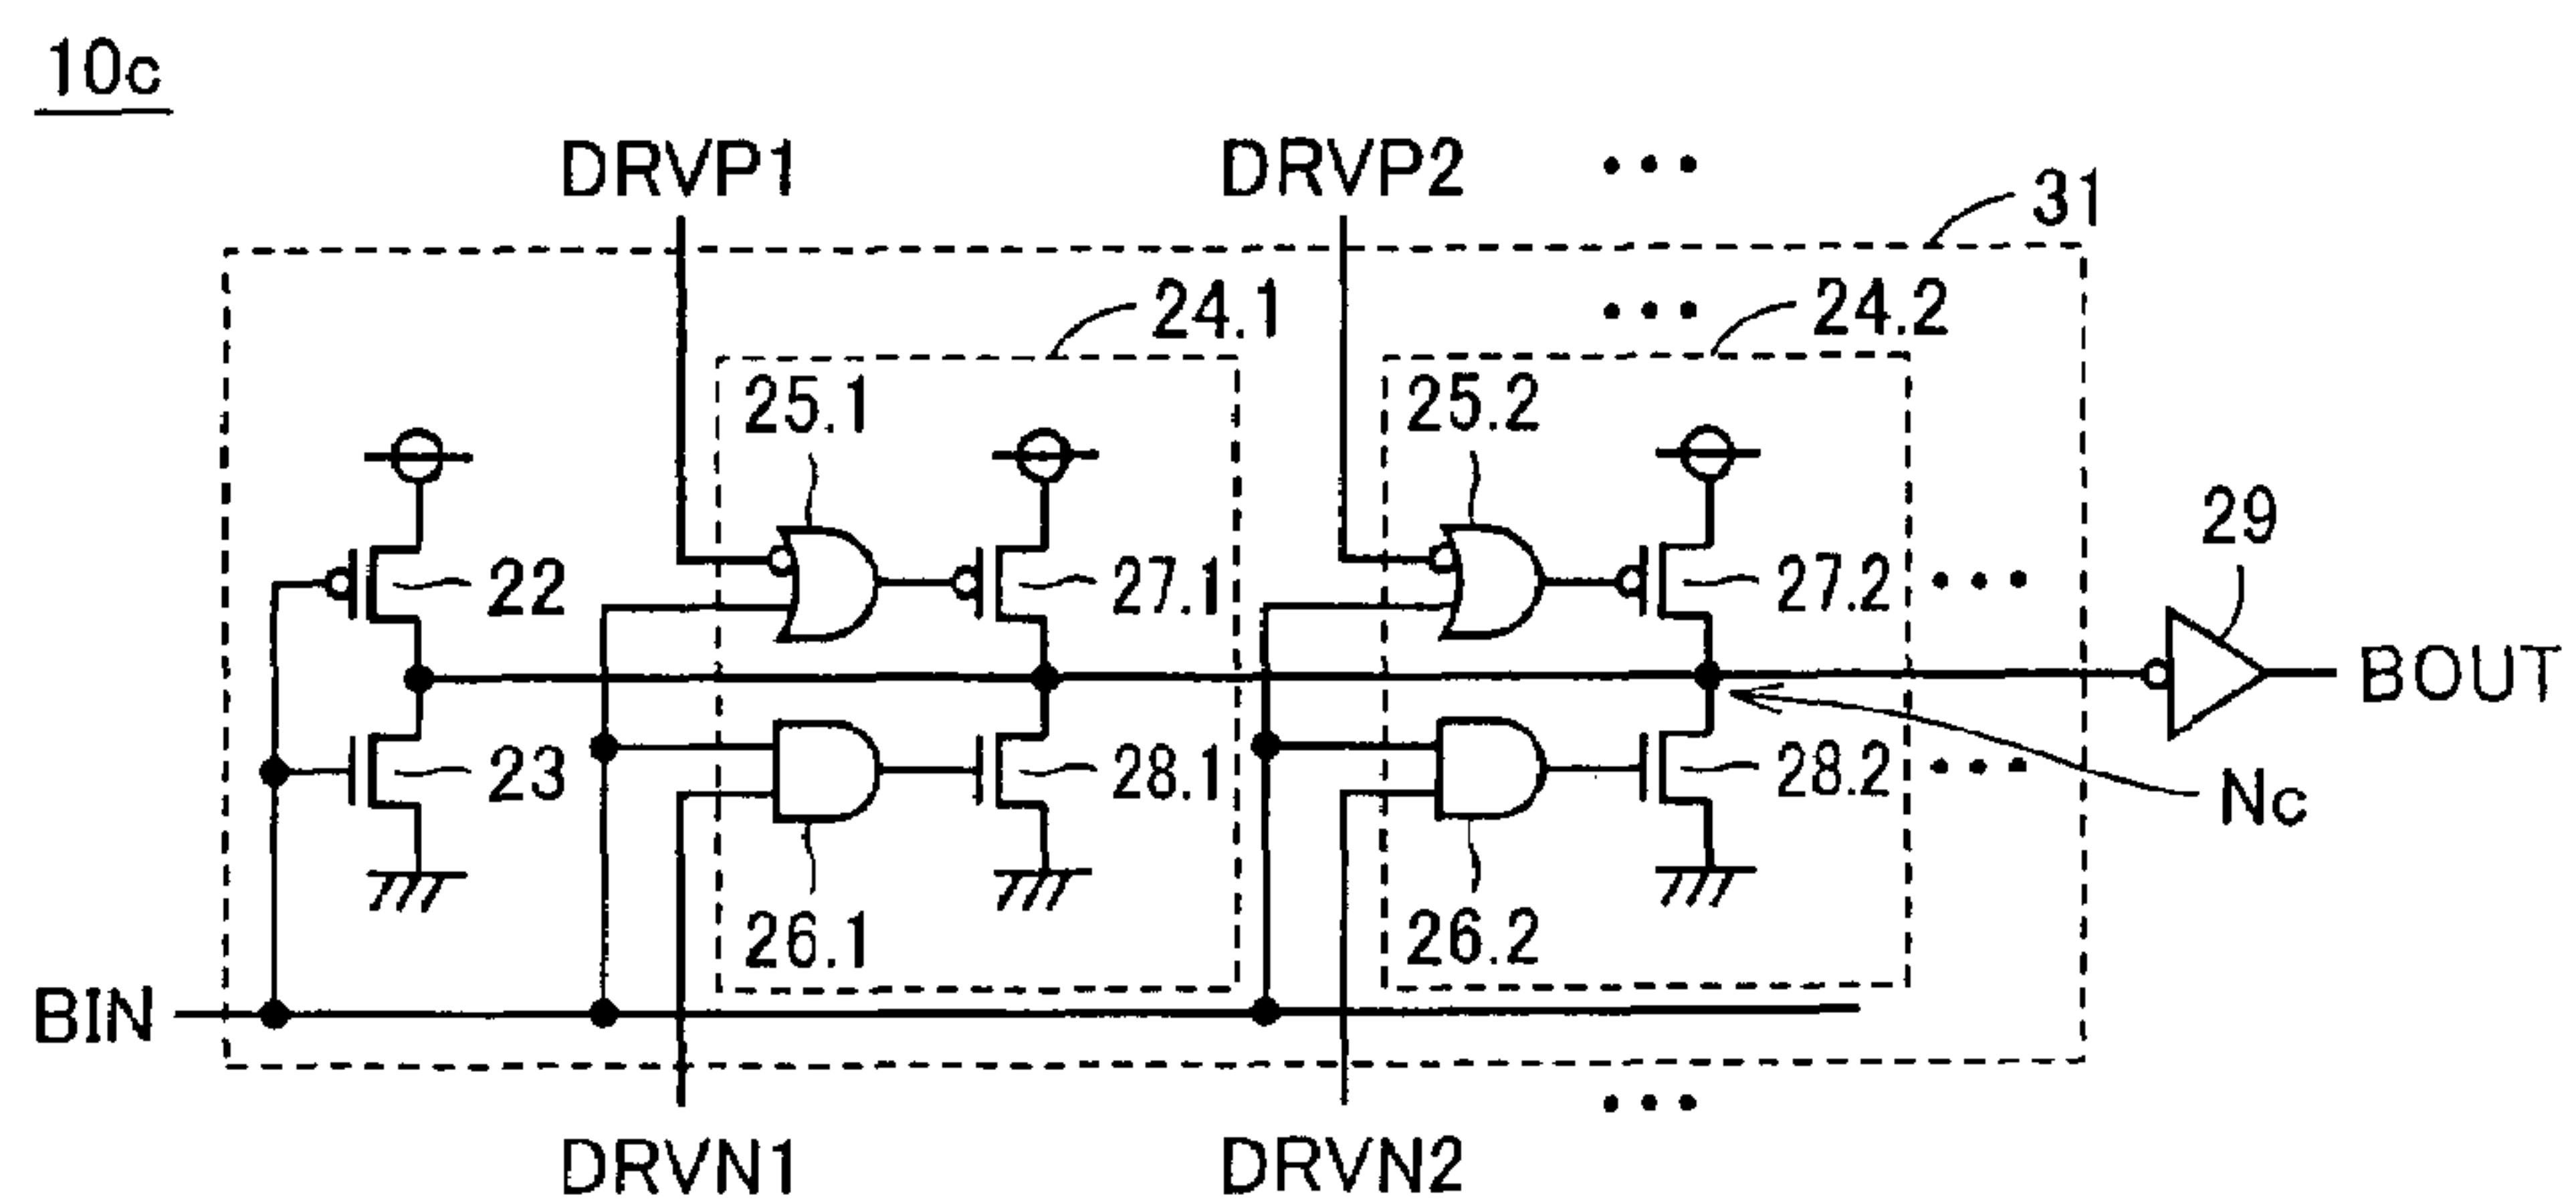 10c
DRVP1 DRVP2 ...
31
24.1 ... 24.2
25.1 25.2
29
22 27.1 27.2 ...
BOUT
23 28.1 28.2 ...
Nc
26.1 26.2
BIN
...
DRVN1 DRVN2